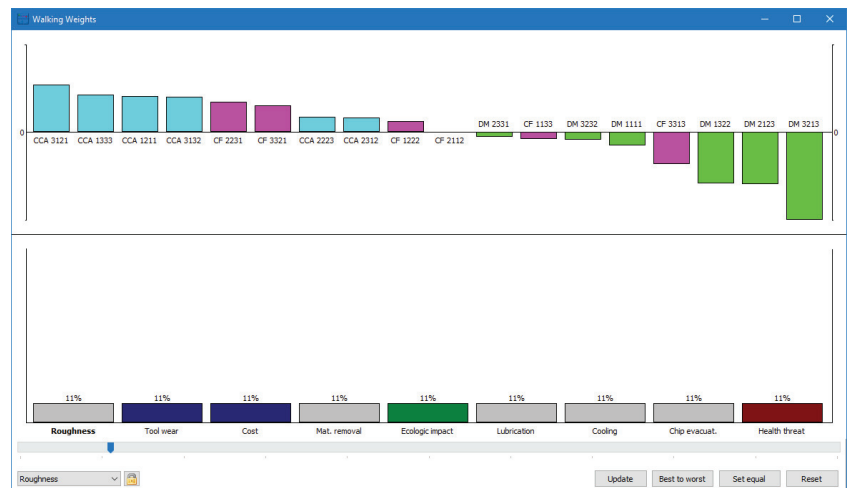 Walking Weights
DM 2331 CF 1133 DM 3232 DM 1111 CF 3313 DM 1322 DM 2123 DM 3213
0 0
CCA 3121 CCA 1333 CCA 1211 CCA 3132 CF 2231 CF 3321 CCA 2223 CCA 2312 CF 1222 CF 2112
11% 11% 11% 11% 11% 11% 11% 11% 11%
Roughness Tool wear Cost Mat. removal Ecologic impact Lubrication Cooling Chip evacuat. Health threat
Roughness Update Best to worst Set equal Reset